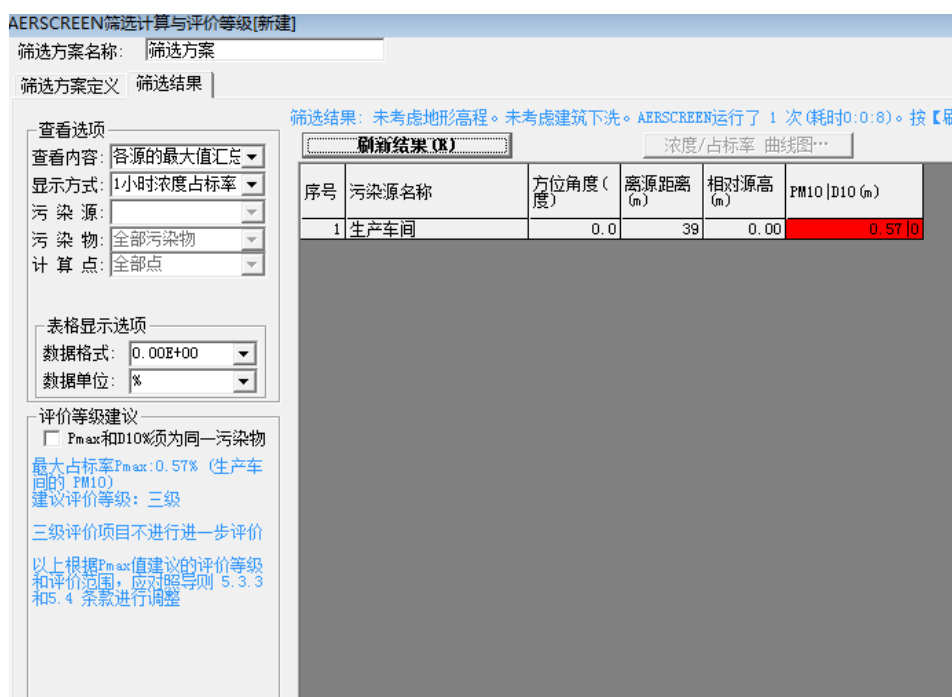 AERSCREEN筛选计算与评价等级[新建]
筛选方案名称: 筛选方案
筛选方案定义 筛选结果
筛选结果: 未考虑地形高程。未考虑建筑下洗。AERSCREEN运行了 1 次(耗时0:0:8)。按【刷
查看选项
查看内容: 各源的最大值汇总
显示方式: 1小时浓度占标率
污 染 源:
污 染 物: 全部污染物
计 算 点: 全部点
表格显示选项
数据格式: 0.00E+00
数据单位: %
评价等级建议
Pmax和D10%须为同一污染物
最大占标率Pmax:0.57% (生产车
间的 PM10)
建议评价等级: 三级
三级评价项目不进行进一步评价
以上根据Pmax值建议的评价等级
和评价范围,应对照导则 5.3.3
和5.4 条款进行调整
刷新结果(R) 浓度/占标率 曲线图…
序号 污染源名称 方位角度(度) 离源距离(m) 相对源高(m) PM10|D10(m)
1 生产车间 0.0 39 0.00 0.57|0